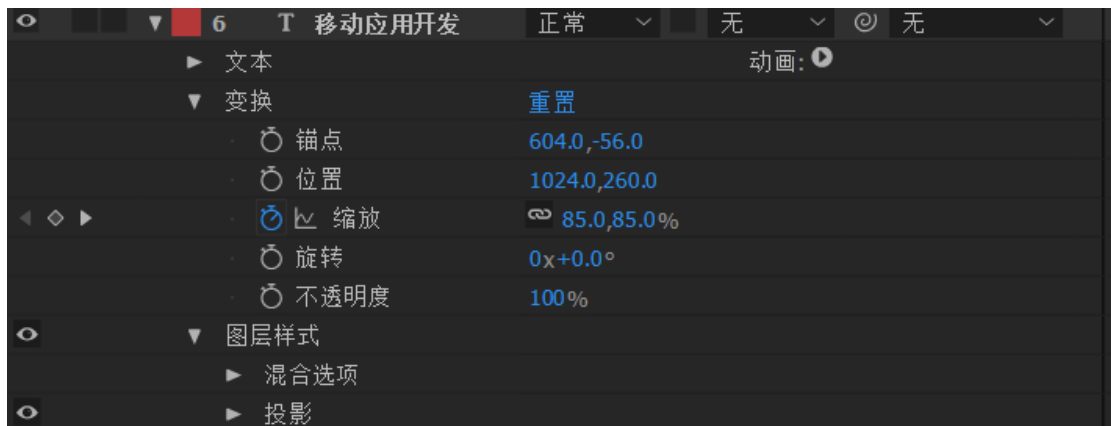 6 T 移动应用开发 正常 无 无
文本 动画:
变换 重置
锚点 604.0,-56.0
位置 1024.0,260.0
缩放 85.0,85.0%
旋转 0x+0.0°
不透明度 100%
图层样式
混合选项
投影